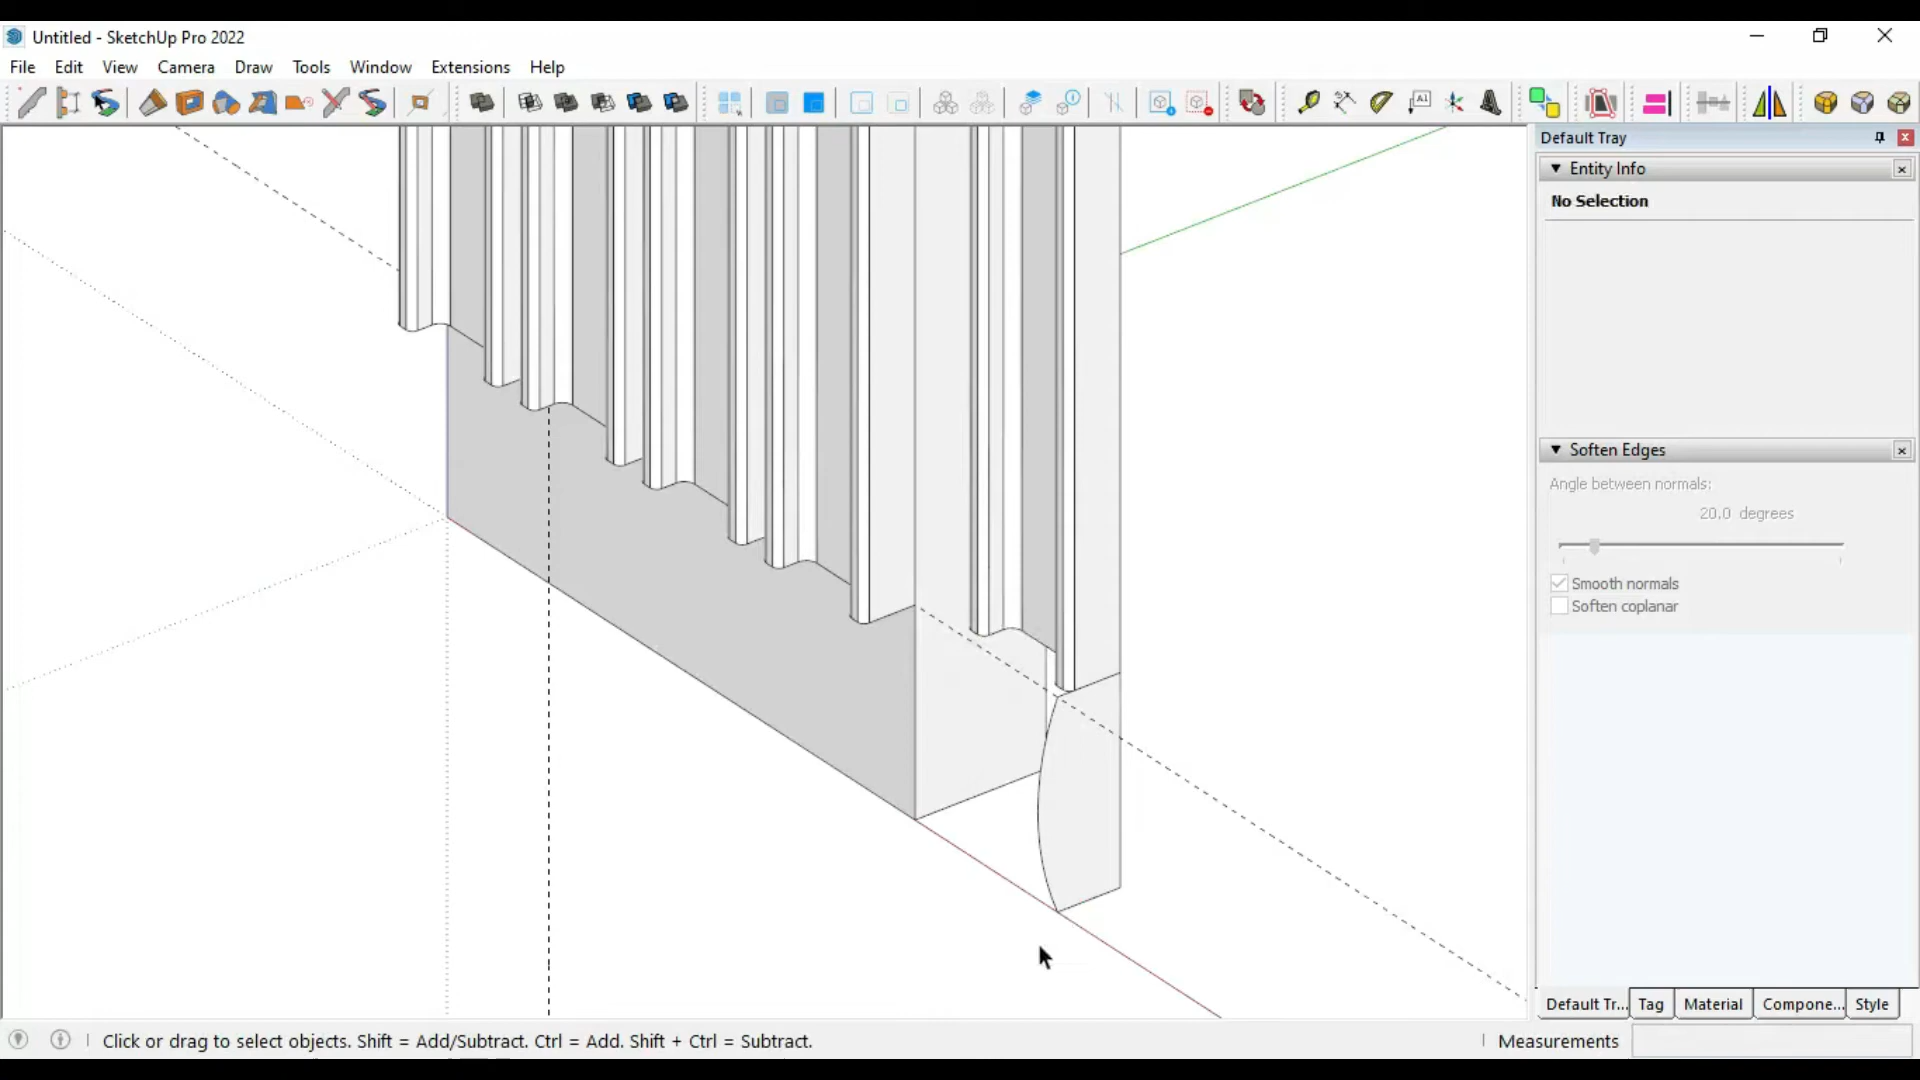 Untitled - SketchUp Pro 2022
File Edit View Camera Draw Tools Window Extensions Help
A1
Default Tray
Entity Info
No Selection
Soften Edges
Angle between normals:
20.0 degrees
Smooth normals
Soften coplanar
Default Tr... Tag Material Compone... Style
Click or drag to select objects. Shift = Add/Subtract. Ctrl = Add. Shift + Ctrl = Subtract.
Measurements